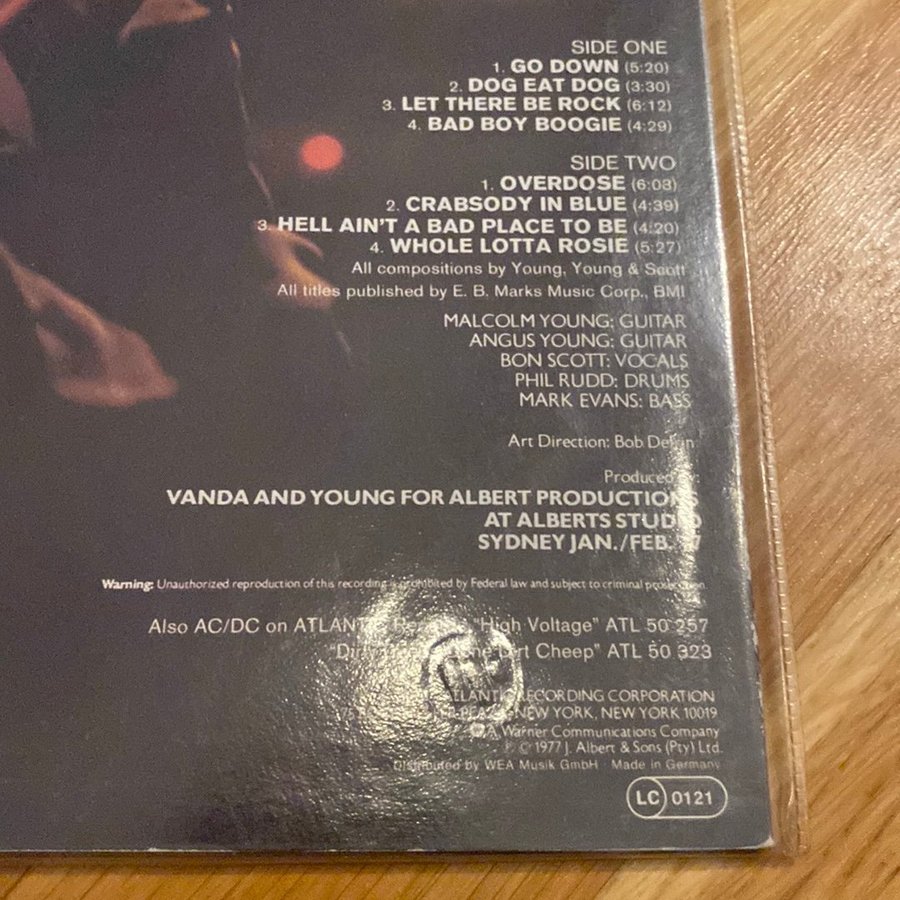 SIDE ONE
1. GO DOWN (5:20)
2. DOG EAT DOG (3:30)
3. LET THERE BE ROCK (6:12)
4. BAD BOY BOOGIE (4:29)
SIDE TWO
1. OVERDOSE (6:03)
2. CRABSODY IN BLUE (4:39)
3. HELL AIN'T A BAD PLACE TO BE (4:20)
4. WHOLE LOTTA ROSIE (5:27)
All compositions by Young, Young & Scott
All titles published by E. B. Marks Music Corp., BMI
MALCOLM YOUNG: GUITAR
ANGUS YOUNG: GUITAR
BON SCOTT: VOCALS
PHIL RUDD: DRUMS
MARK EVANS: BASS
Art Direction: Bob
Produced by:
VANDA AND YOUNG FOR ALBERT PRODUCTIONS
AT ALBERTS STUDIO
SYDNEY JAN./FEB.
Warning: Unauthorized reproduction of this recording is prohibited by Federal law and subject to criminal prosecution
Also AC/DC on ATLANTIC "High Voltage" ATL 50 257
Cheep" ATL 50 323
ATLANTIC RECORDING CORPORATION
NEW YORK, NEW YORK 10019
A Warner Communications Company
℗ © 1977 J. Albert & Sons (Pty) Ltd.
Distributed by WEA Musik GmbH · Made in Germany
LC 0121